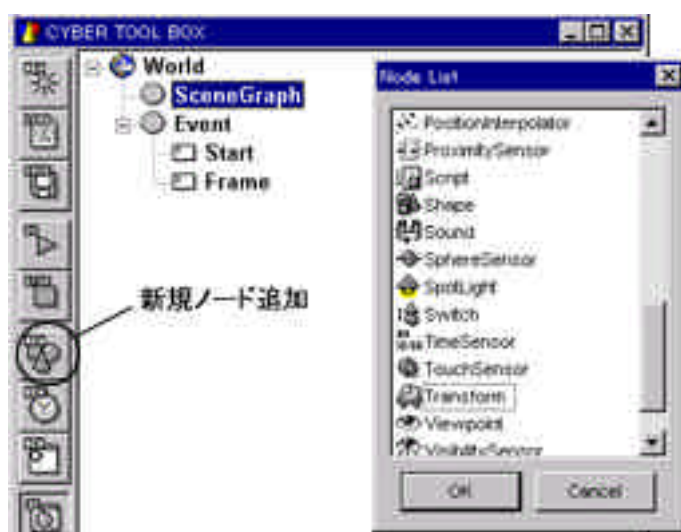 CYBER TOOL BOX
World
SceneGraph
Event
Start
Frame
新規ノード追加
Node List
PositionInterpolator
ProximitySensor
Script
Shape
Sound
SphereSensor
SpotLight
Switch
TimeSensor
TouchSensor
Transform
Viewpoint
VisibilitySensor
OK
Cancel